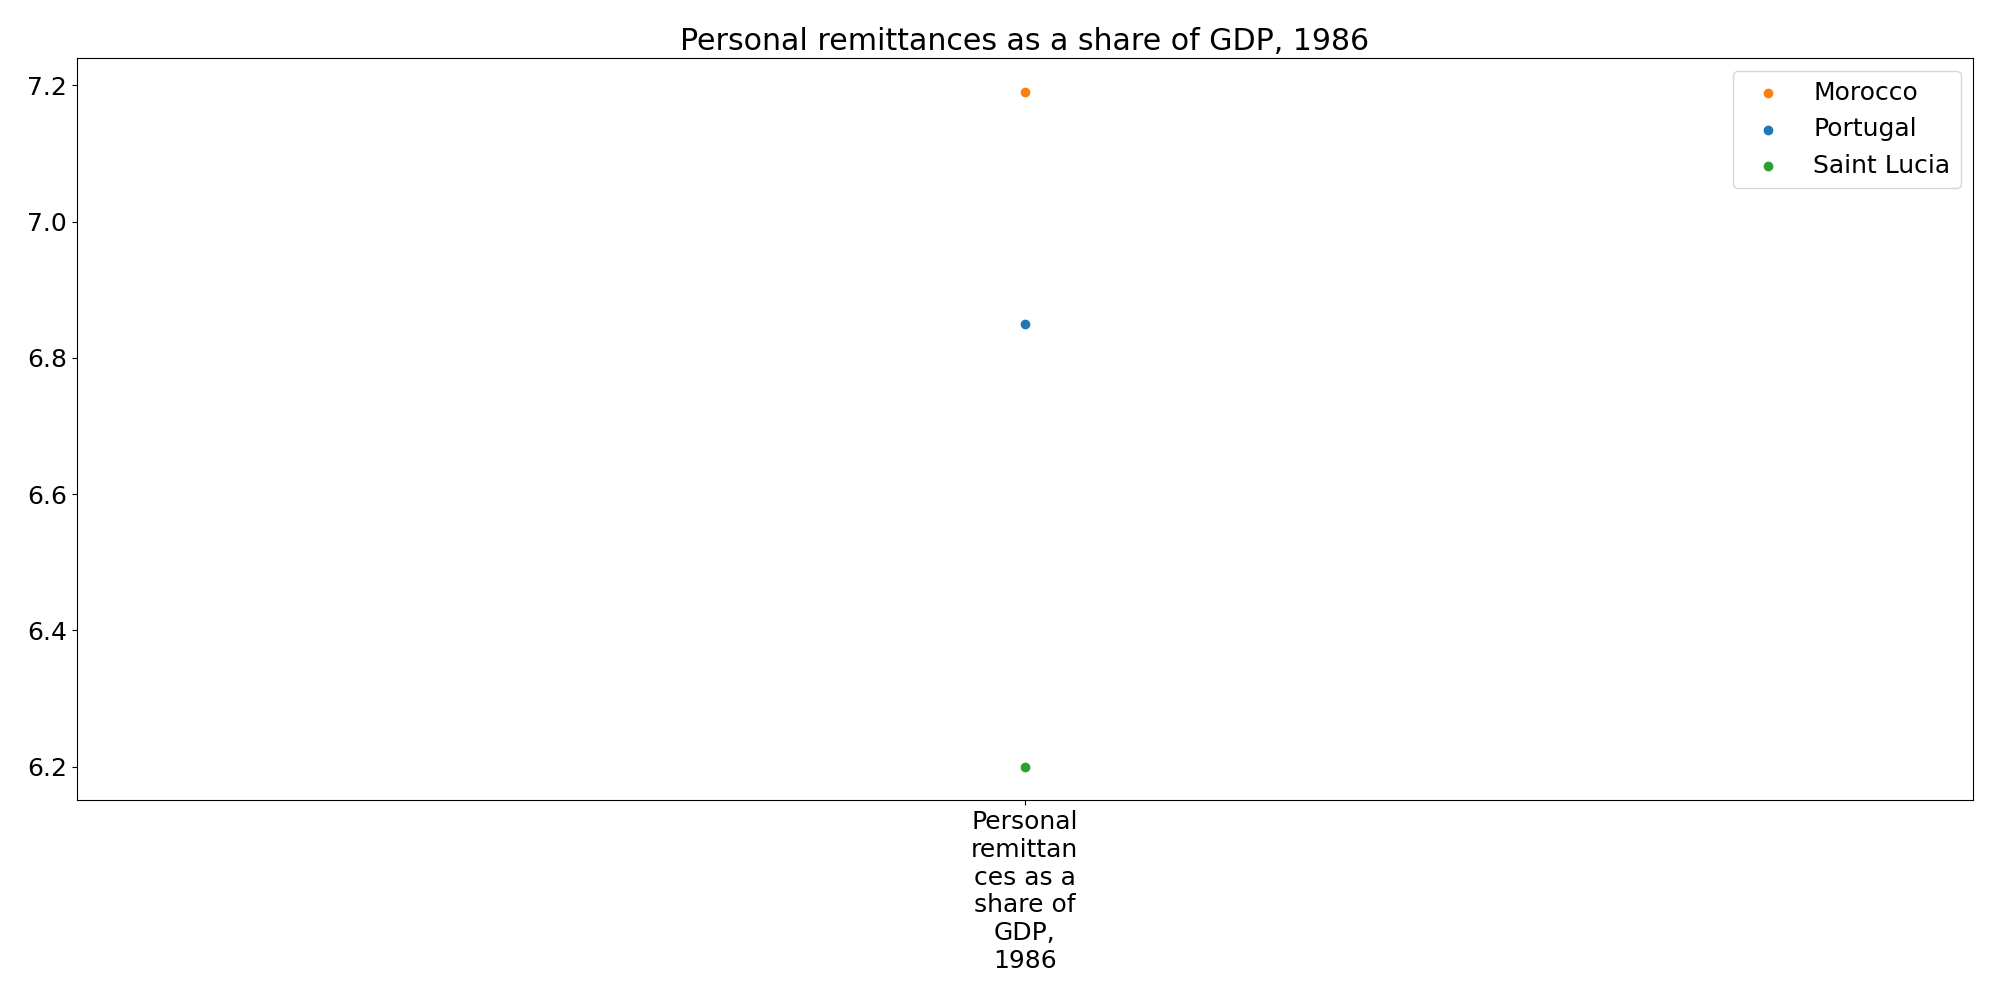 Personal remittances as a share of GDP, 1986
7.2
7.0
6.8
6.6
6.4
6.2
Morocco
Portugal
Saint Lucia
Personal
remittan
ces as a
share of
GDP,
1986